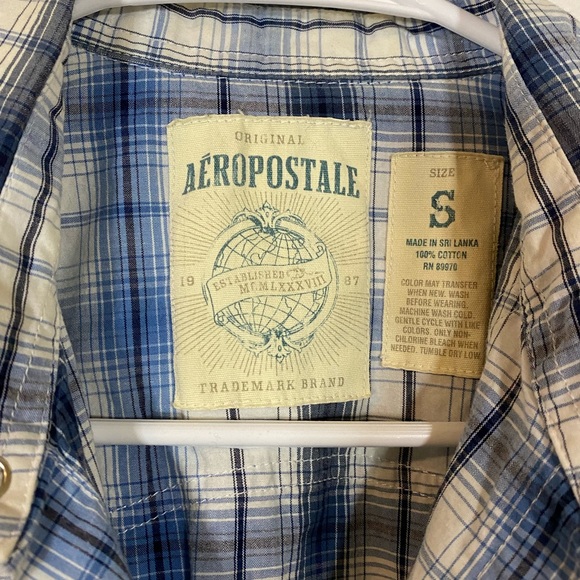 ORIGINAL
AÉROPOSTALE
19 87
ESTABLISHED
MCMLXXXVIII
TRADEMARK BRAND
SIZE
S
MADE IN SRI LANKA
100% COTTON
RN 89970
COLOR MAY TRANSFER
WHEN NEW. WASH
BEFORE WEARING.
MACHINE WASH COLD.
GENTLE CYCLE WITH LIKE
COLORS. ONLY NON-
CHLORINE BLEACH WHEN
NEEDED. TUMBLE DRY LOW.